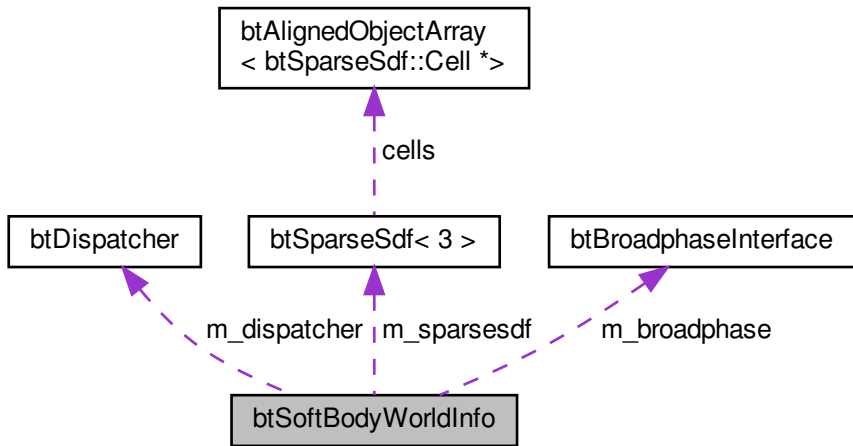 btAlignedObjectArray
< btSparseSdf::Cell *>
cells
btDispatcher
btSparseSdf< 3 >
btBroadphaseInterface
m_dispatcher
m_sparsesdf
m_broadphase
btSoftBodyWorldInfo